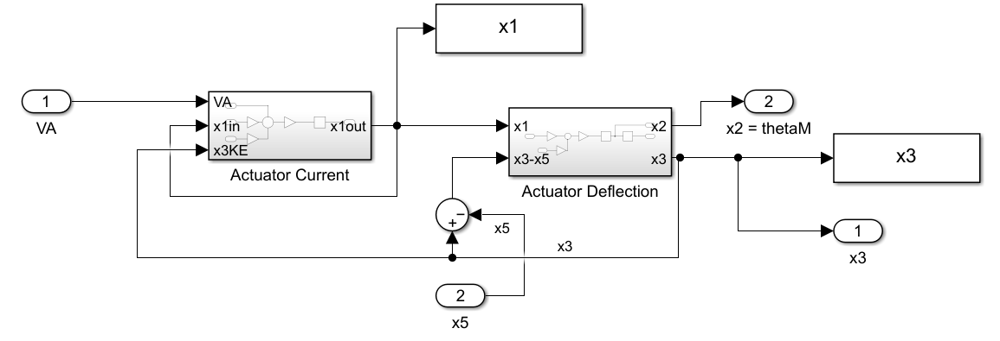 x1
1
VA
VA
x1in
x3KE
x1out
Actuator Current
x1
x3-x5
x2
x3
Actuator Deflection
2
x2 = thetaM
x3
1
x3
−
+
x5
x3
2
x5